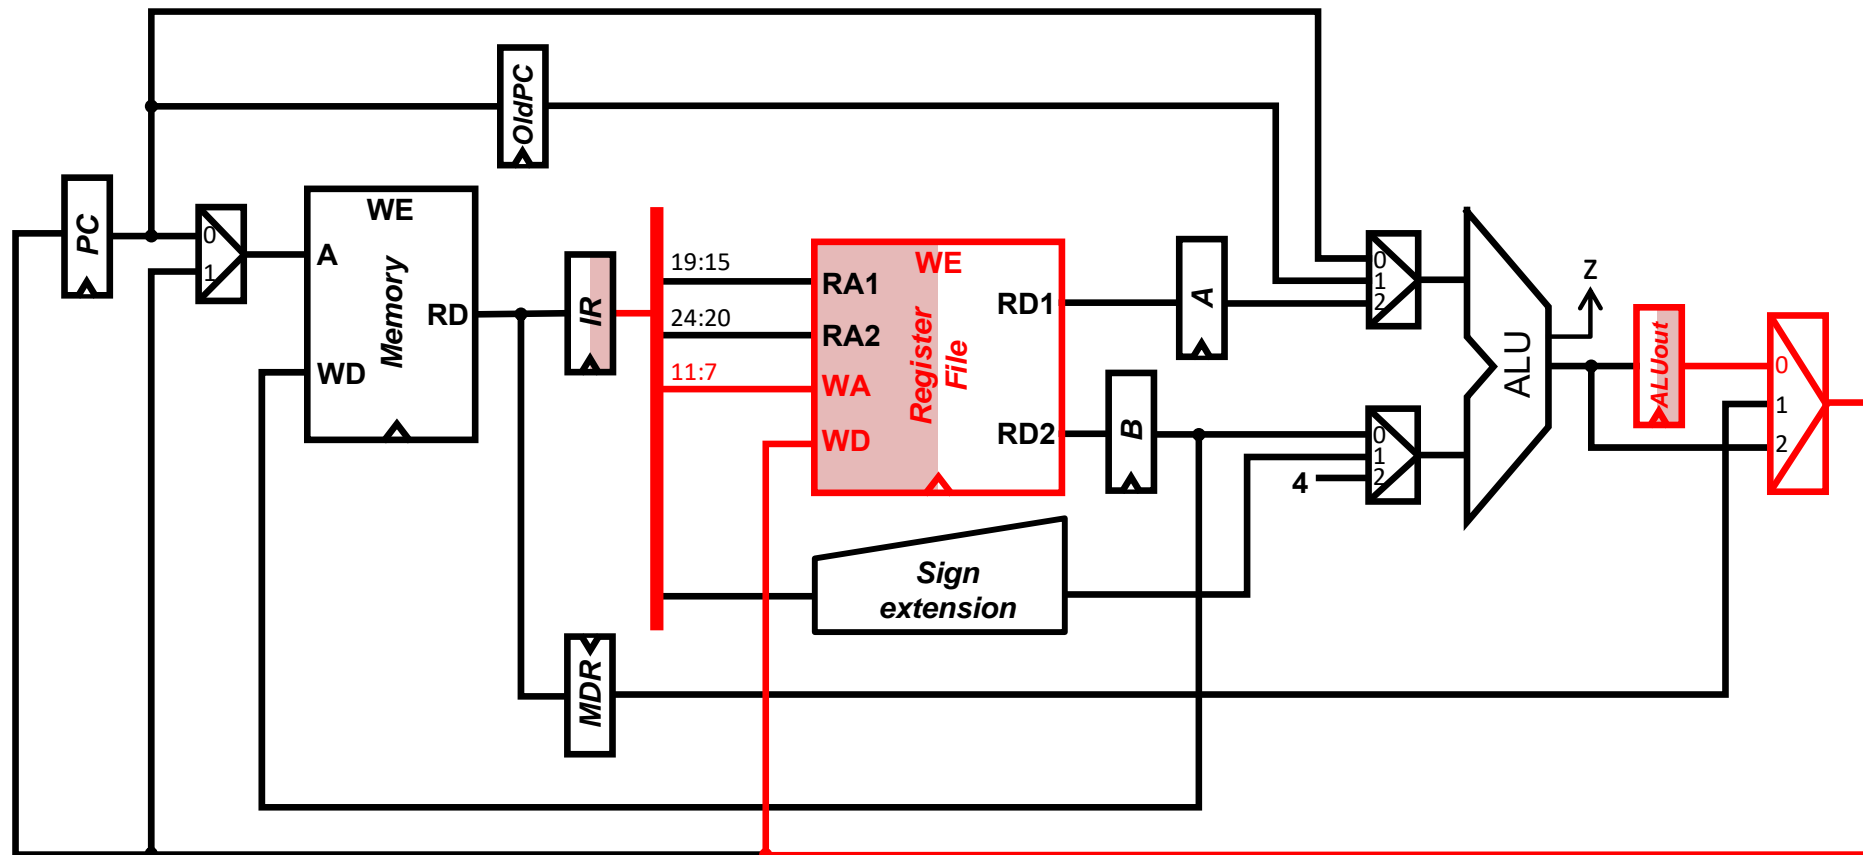 OldPC
PC
0
1
WE
A
Memory
RD
WD
IR
19:15
24:20
11:7
WE
RA1
RD1
RA2
Register
File
WA
WD
RD2
A
B
0
1
2
0
1
2
4
Z
ALU
ALUout
0
1
2
Sign
extension
MDR